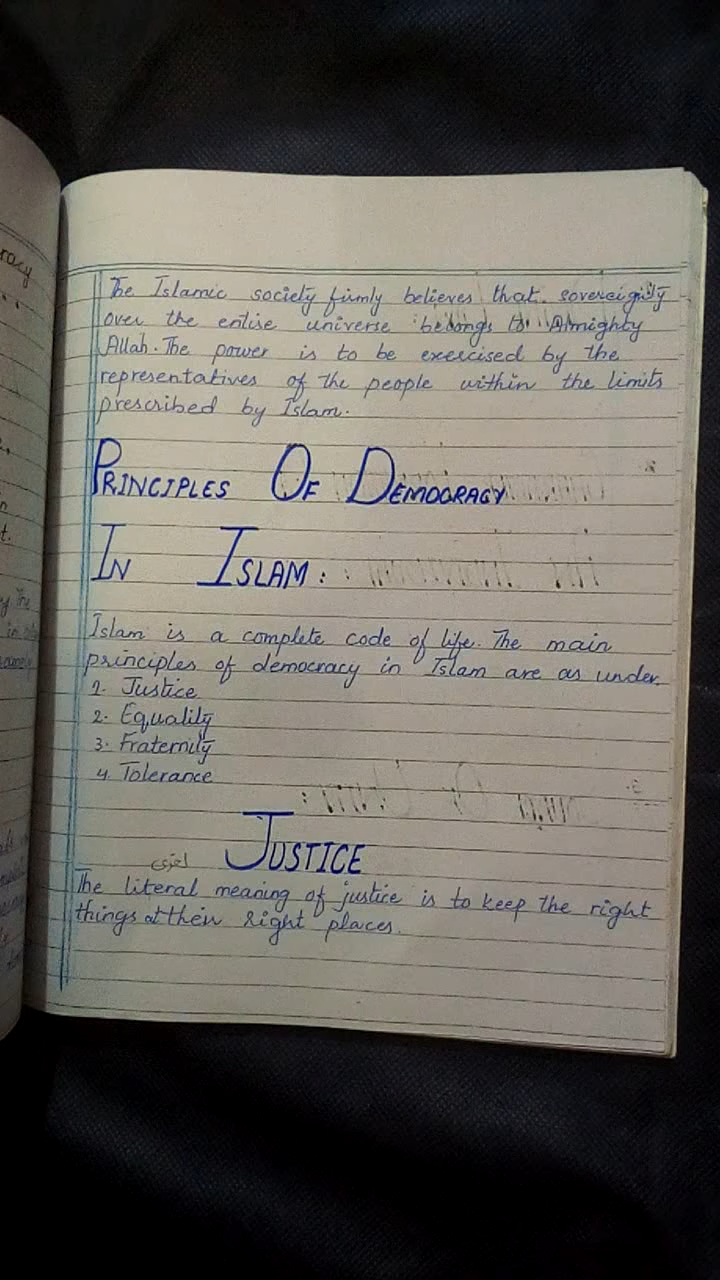 The Islamic society firmly believes that sovereignity
over the entire universe belongs to Almighty
Allah. The power is to be exercised by the
representatives of the people within the limits
prescribed by Islam.
PRINCIPLES OF DEMOCRACY
IN ISLAM:
Islam is a complete code of life. The main
principles of democracy in Islam are as under.
1. Justice
2. Equality
3. Fraternity
4. Tolerance
JUSTICE
The literal meaning of justice is to keep the right
things at their right places.